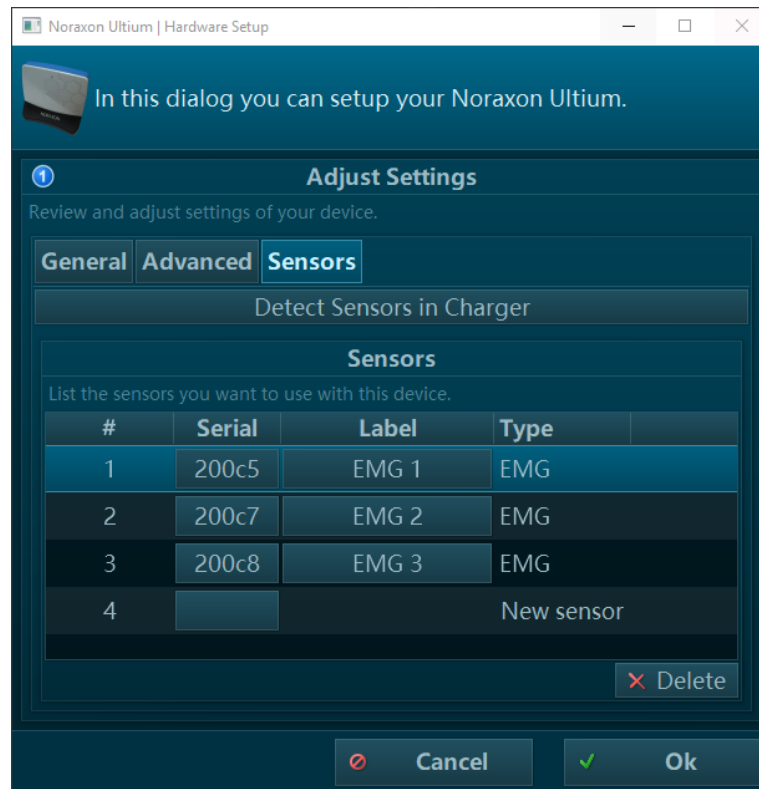 Noraxon Ultium | Hardware Setup
In this dialog you can setup your Noraxon Ultium.
1 Adjust Settings
Review and adjust settings of your device.
General Advanced Sensors
Detect Sensors in Charger
Sensors
List the sensors you want to use with this device.
# Serial Label Type
1 200c5 EMG 1 EMG
2 200c7 EMG 2 EMG
3 200c8 EMG 3 EMG
4 New sensor
Delete
Cancel Ok